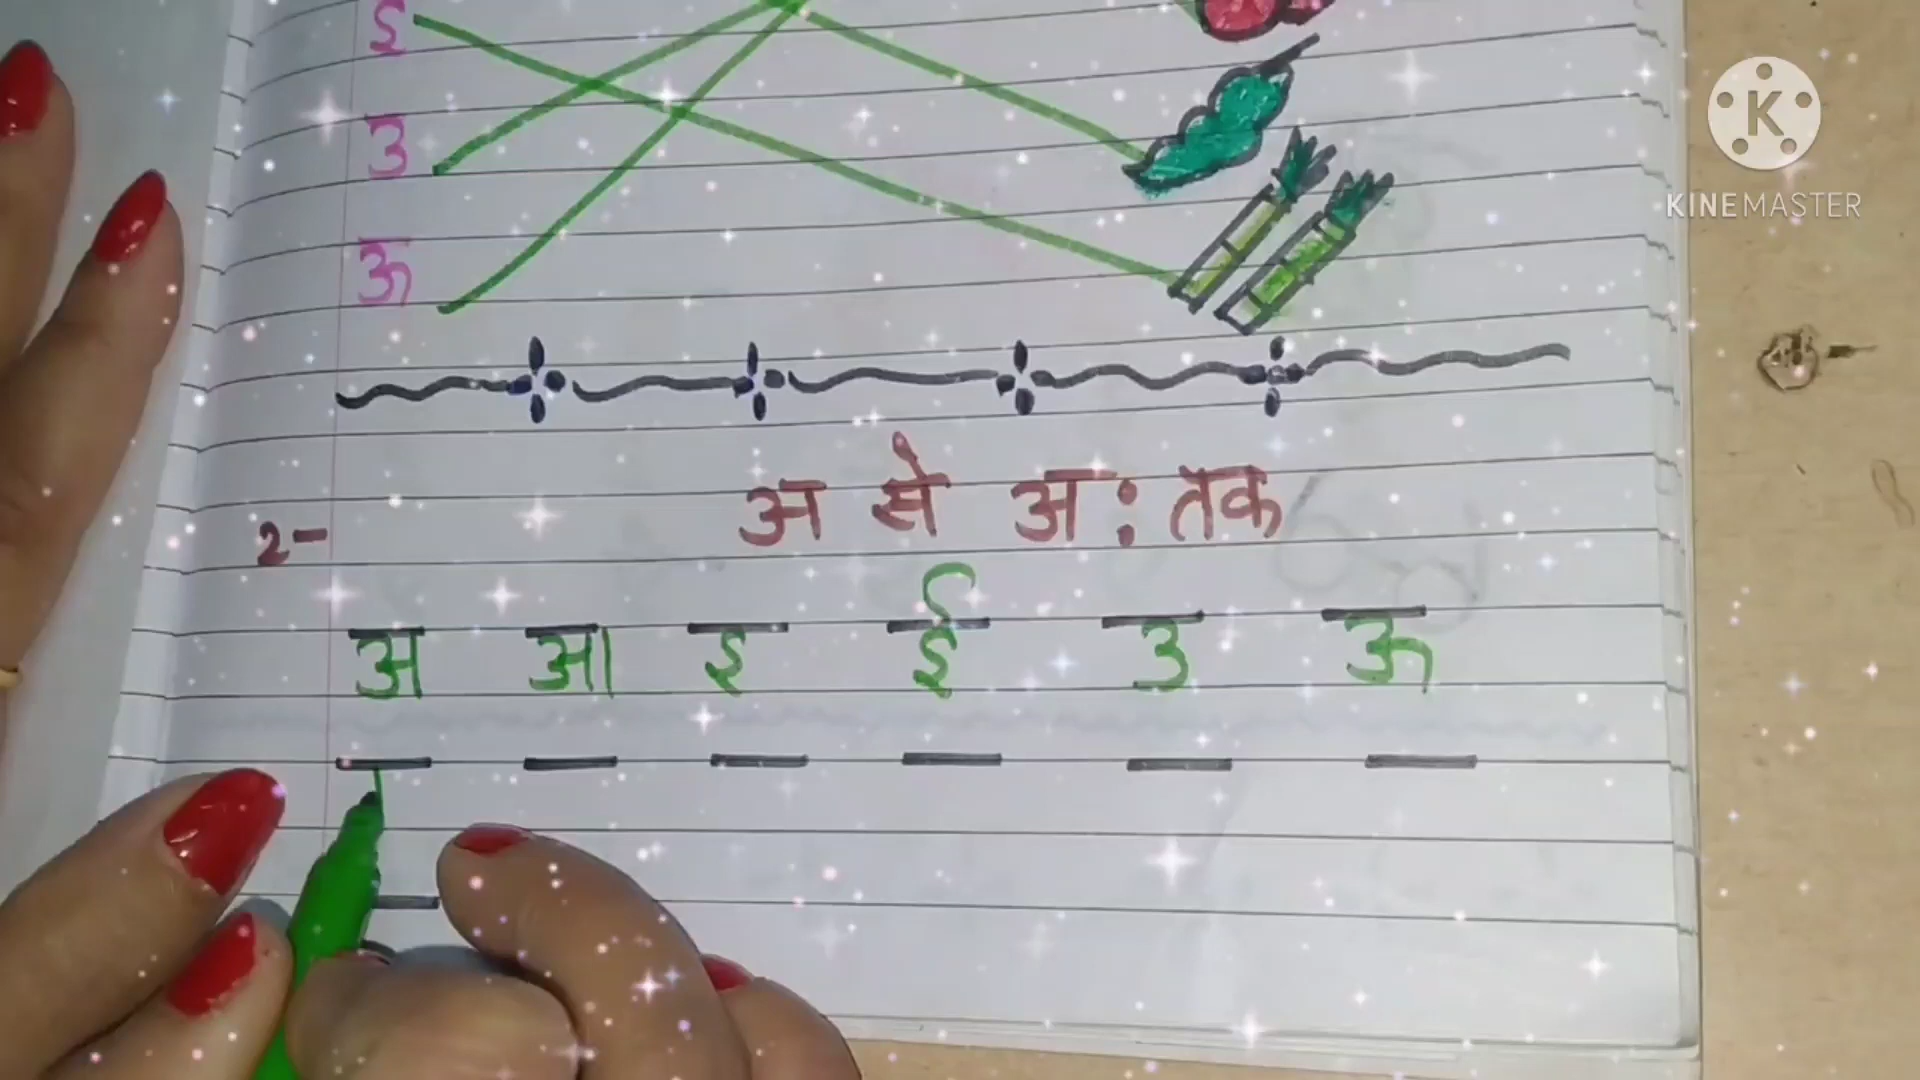 इ
उ
ऊ
K
KINEMASTER
2- अ से अ: तक
अ आ इ ई उ ऊ